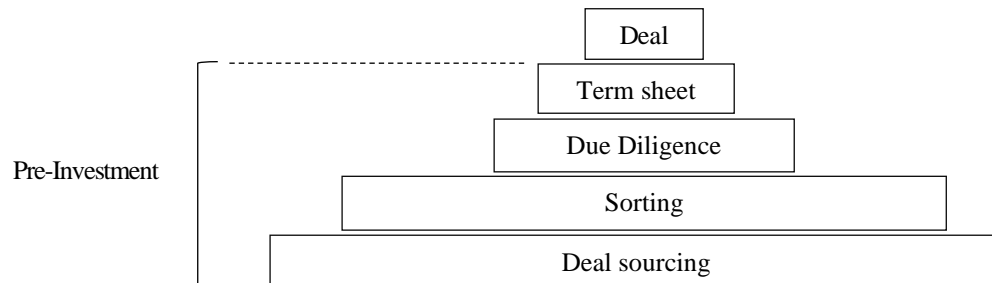 Deal
Term sheet
Due Diligence
Pre-Investment
Sorting
Deal sourcing